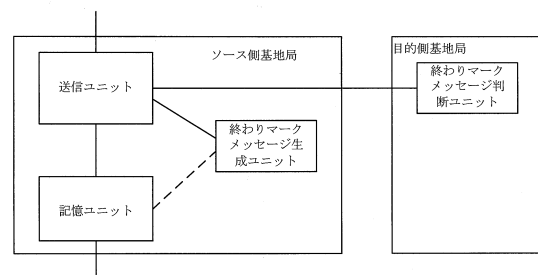 ソース側基地局
目的側基地局
送信ユニット
終わりマーク
メッセージ判
断ユニット
終わりマーク
メッセージ生
成ユニット
記憶ユニット